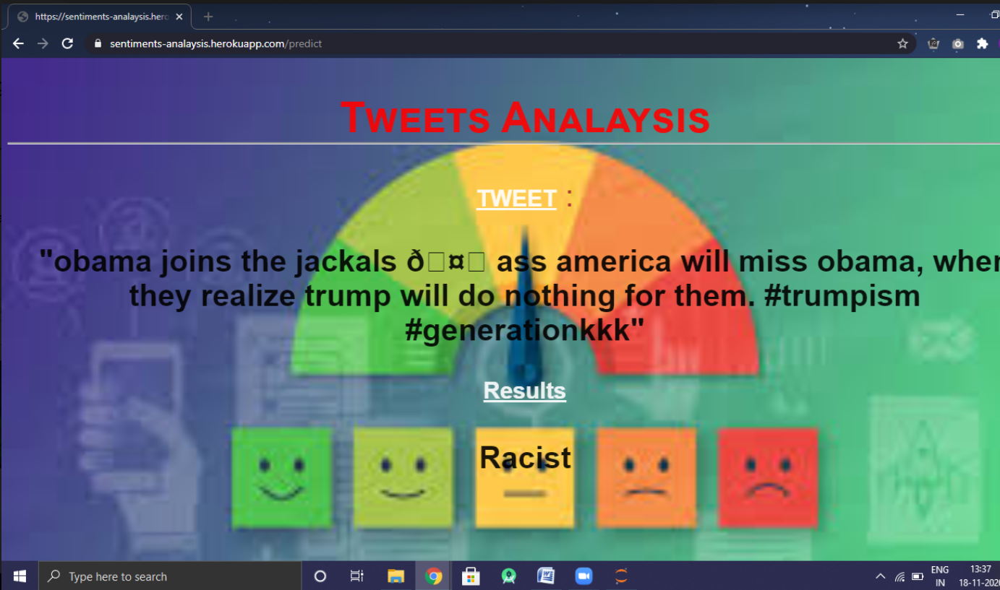 https://sentiments-analaysis.hero
sentiments-analaysis.herokuapp.com/predict
TWEETS ANALAYSIS
TWEET :
"obama joins the jackals ð□¤□ ass america will miss obama, when
they realize trump will do nothing for them. #trumpism
#generationkkk"
Results
Racist
Type here to search
ENG
IN
13:37
18-11-2020